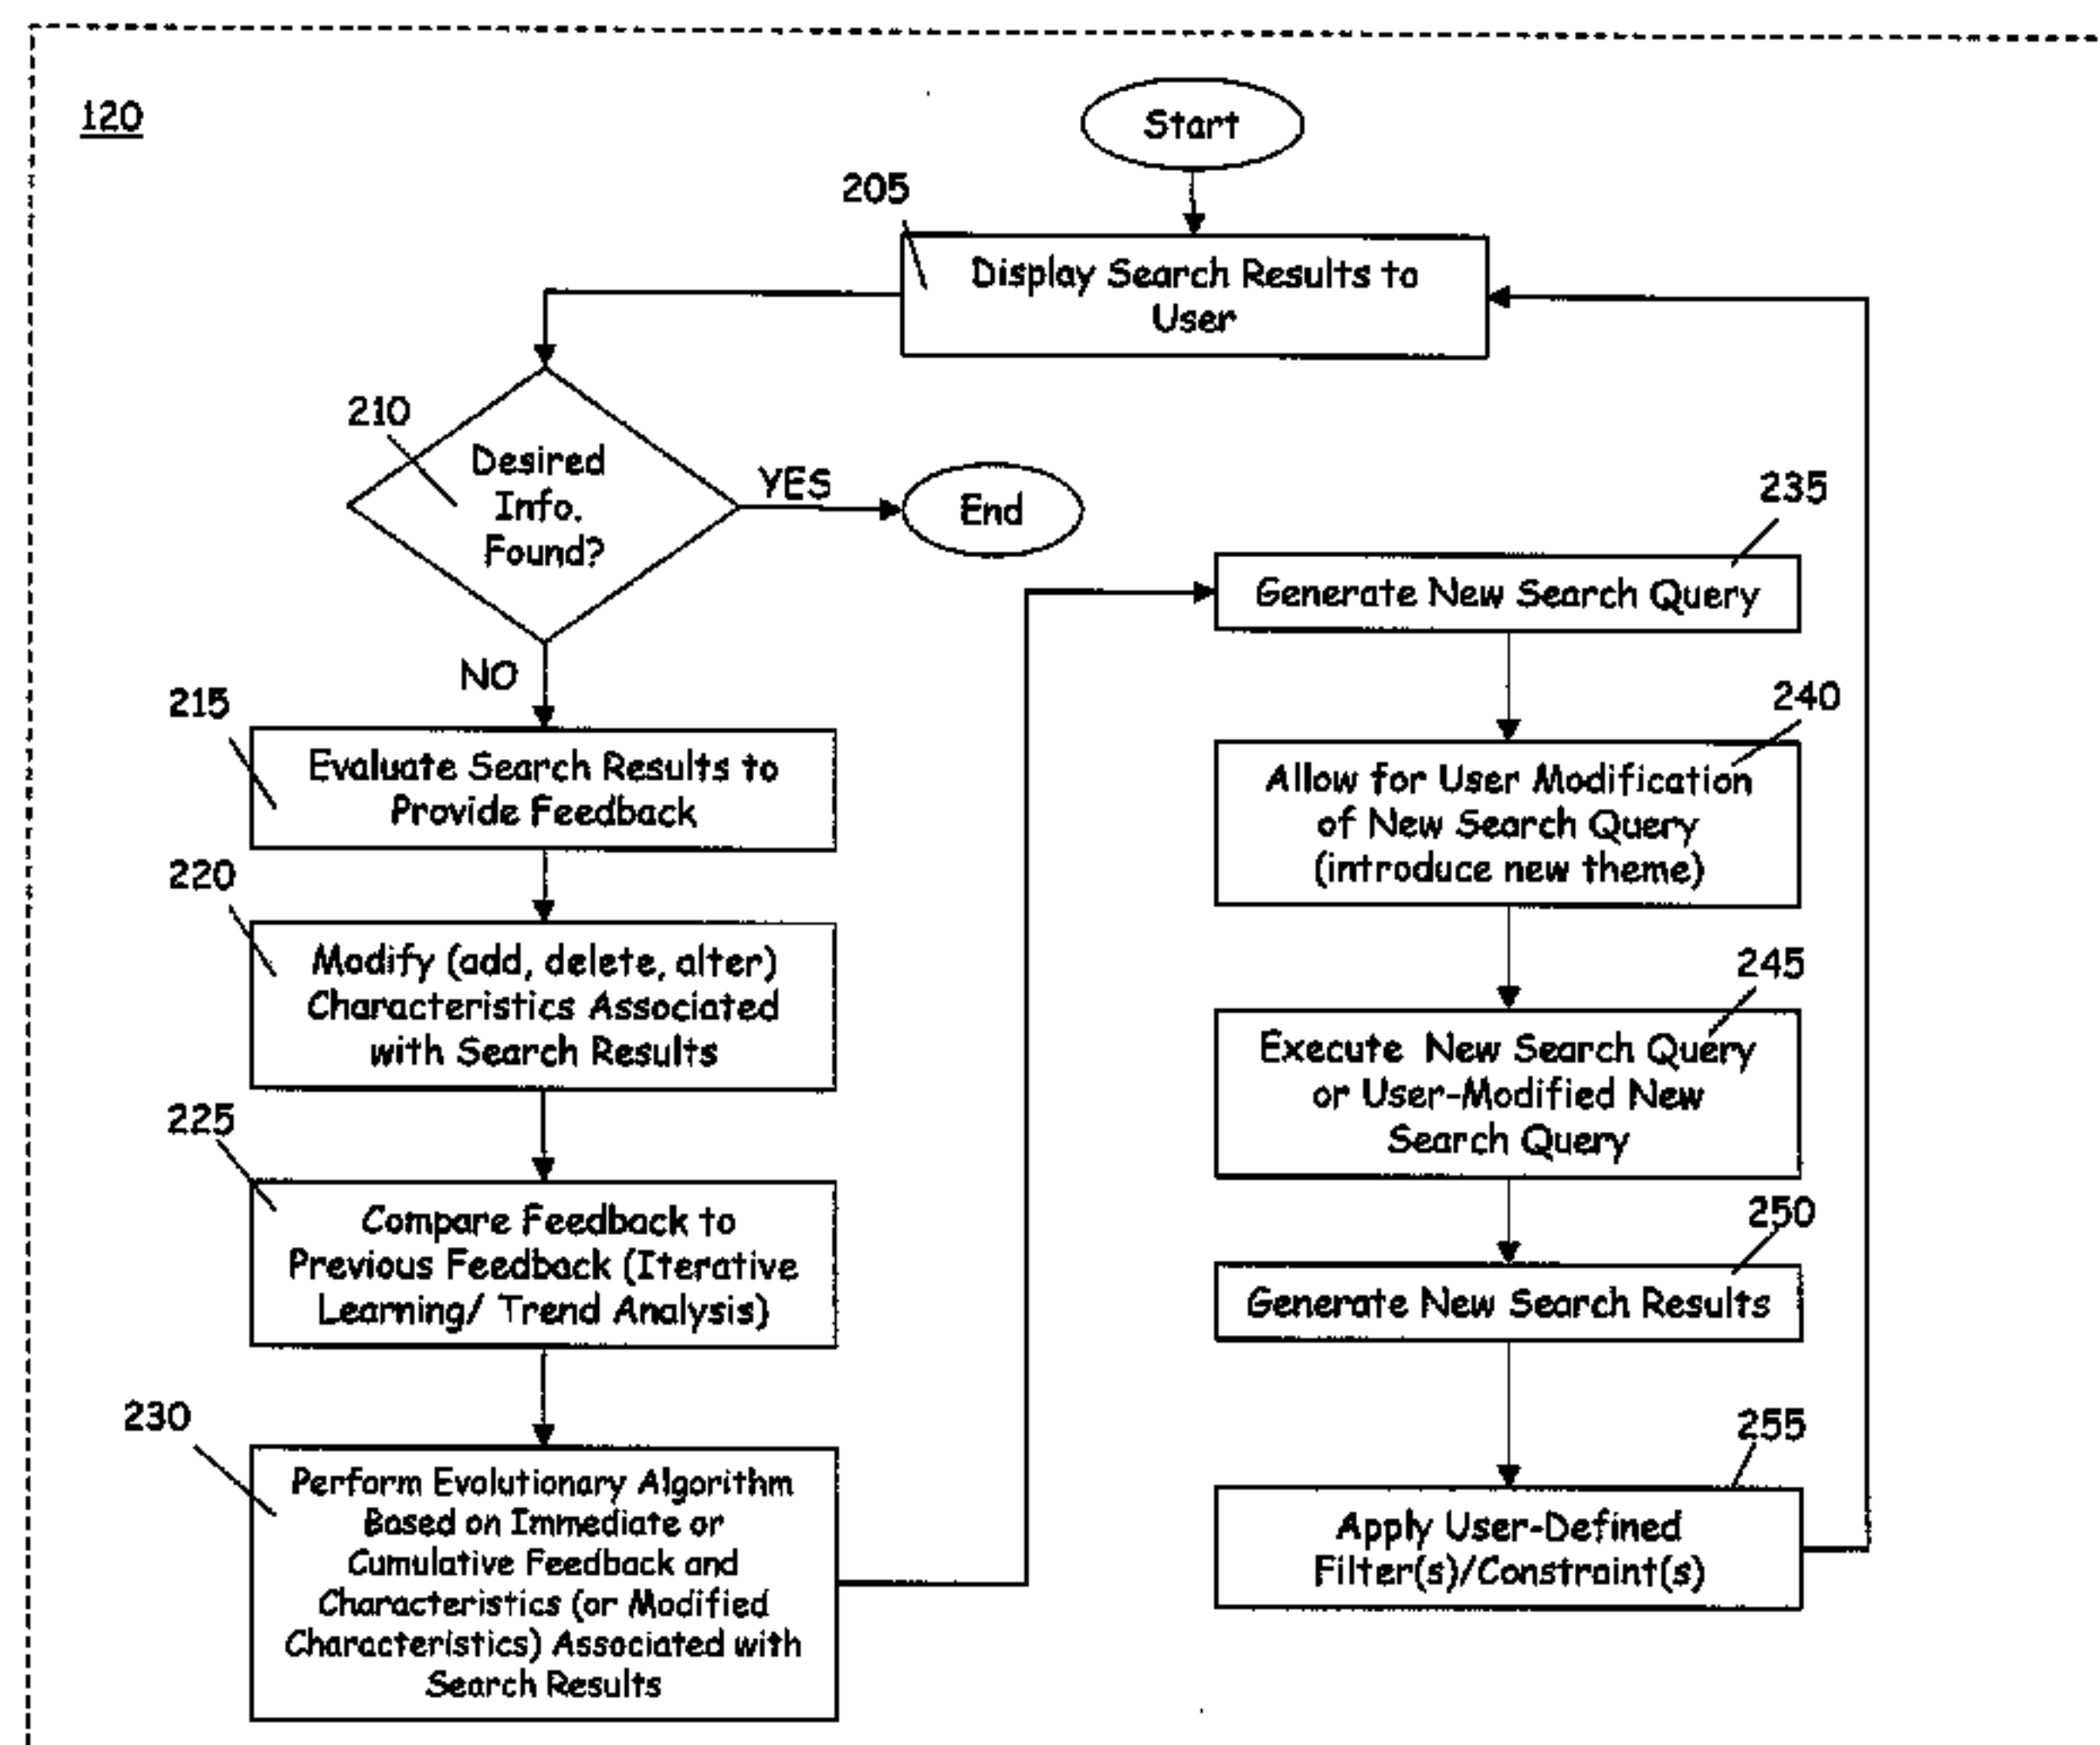 120
Start
205
Display Search Results to
User
210
Desired
Info.
Found?
YES
End
NO
215
Evaluate Search Results to
Provide Feedback
220
Modify (add, delete, alter)
Characteristics Associated
with Search Results
225
Compare Feedback to
Previous Feedback (Iterative
Learning/ Trend Analysis)
230
Perform Evolutionary Algorithm
Based on Immediate or
Cumulative Feedback and
Characteristics (or Modified
Characteristics) Associated with
Search Results
235
Generate New Search Query
240
Allow for User Modification
of New Search Query
(introduce new theme)
245
Execute New Search Query
or User-Modified New
Search Query
250
Generate New Search Results
255
Apply User-Defined
Filter(s)/Constraint(s)